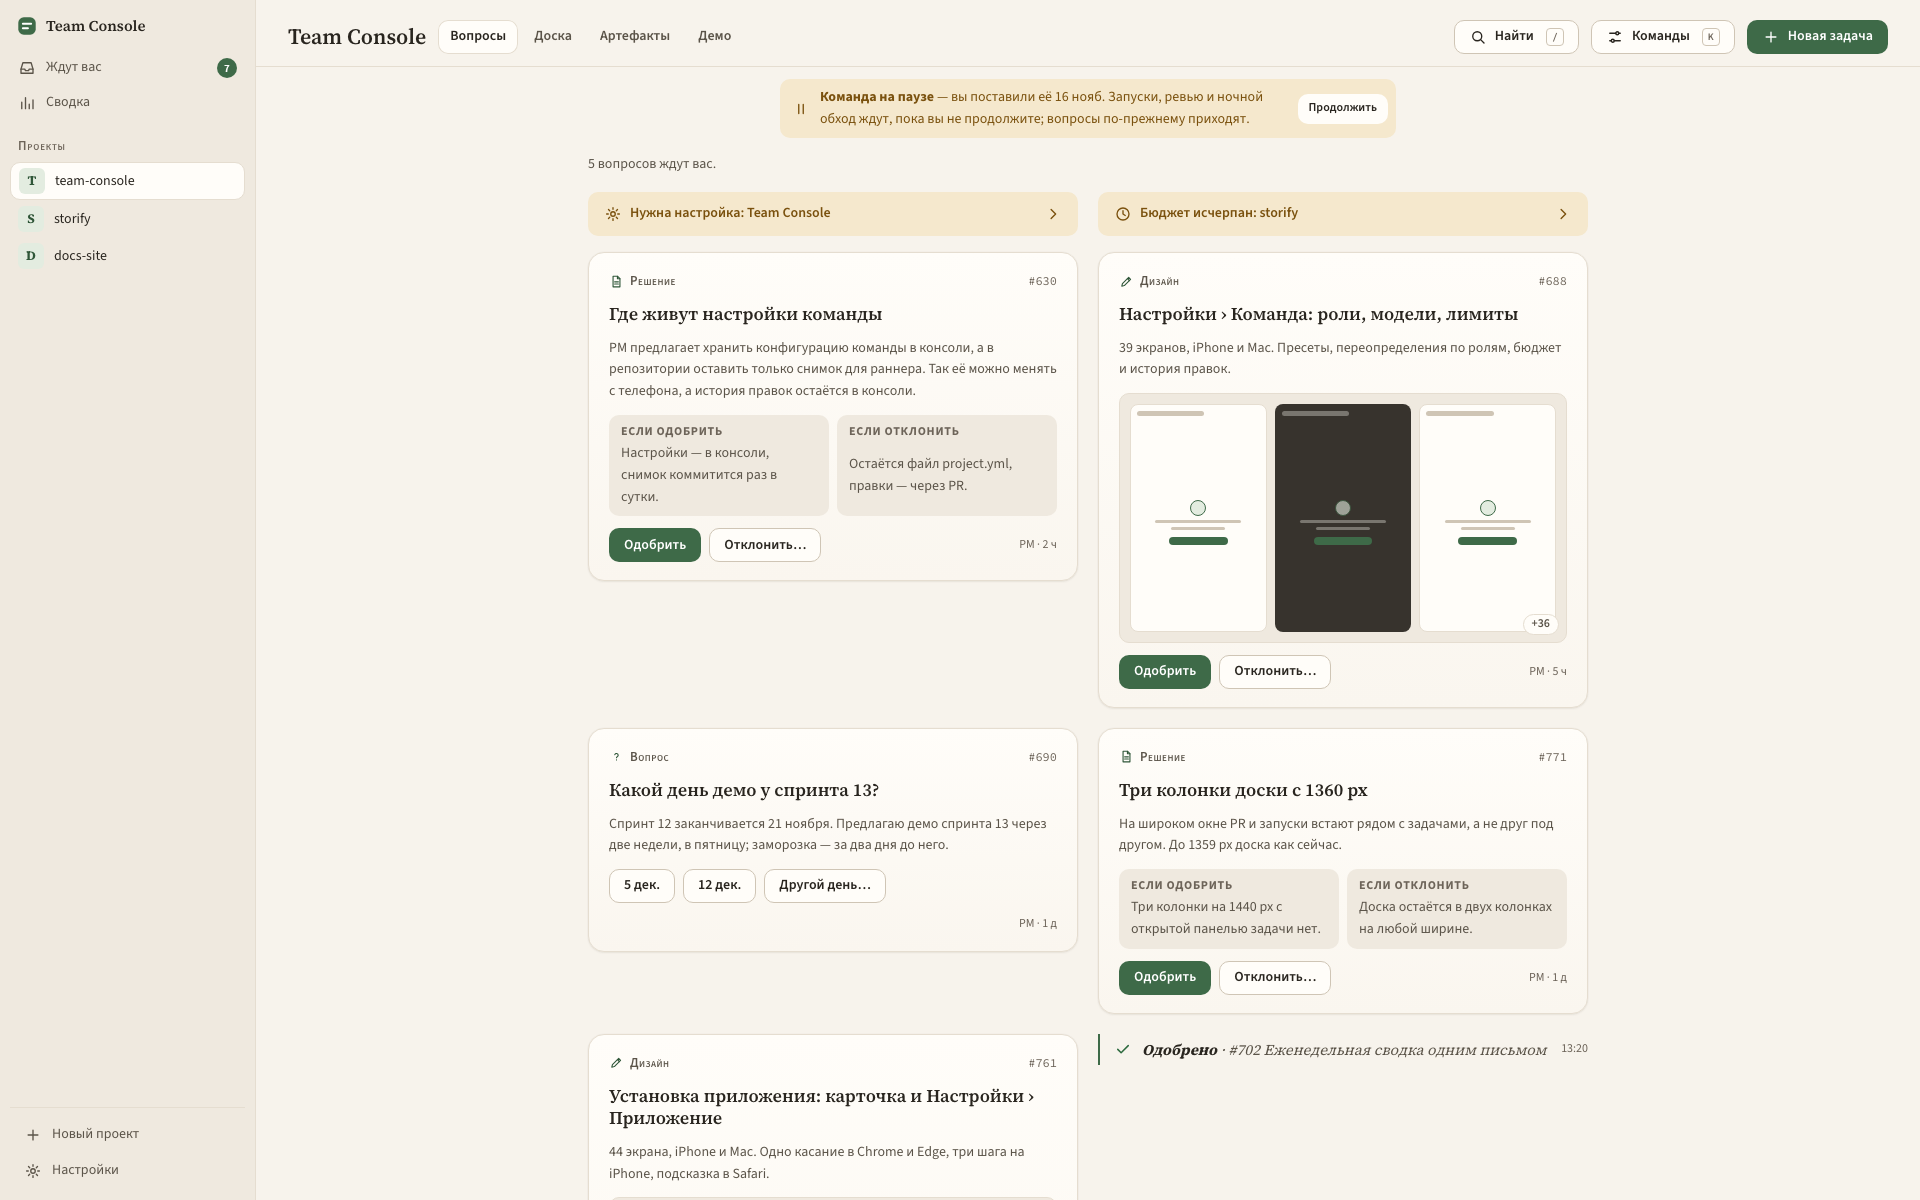 Team Console
Ждут вас
7
Сводка
Проекты
T team-console
S storify
D docs-site
Новый проект
Настройки
Team Console
Вопросы
Доска
Артефакты
Демо
Найти /
Команды K
Новая задача
Команда на паузе — вы поставили её 16 нояб. Запуски, ревью и ночной
обход ждут, пока вы не продолжите; вопросы по-прежнему приходят.
Продолжить
5 вопросов ждут вас.
Нужна настройка: Team Console
Бюджет исчерпан: storify
Решение
#630
Где живут настройки команды
PM предлагает хранить конфигурацию команды в консоли, а в
репозитории оставить только снимок для раннера. Так её можно менять
с телефона, а история правок остаётся в консоли.
ЕСЛИ ОДОБРИТЬ
Настройки — в консоли,
снимок коммитится раз в
сутки.
ЕСЛИ ОТКЛОНИТЬ
Остаётся файл project.yml,
правки — через PR.
Одобрить
Отклонить…
PM · 2 ч
Дизайн
#688
Настройки › Команда: роли, модели, лимиты
39 экранов, iPhone и Mac. Пресеты, переопределения по ролям, бюджет
и история правок.
+36
Одобрить
Отклонить…
PM · 5 ч
? Вопрос
#690
Какой день демо у спринта 13?
Спринт 12 заканчивается 21 ноября. Предлагаю демо спринта 13 через
две недели, в пятницу; заморозка — за два дня до него.
5 дек.
12 дек.
Другой день…
PM · 1 д
Решение
#771
Три колонки доски с 1360 px
На широком окне PR и запуски встают рядом с задачами, а не друг под
другом. До 1359 px доска как сейчас.
ЕСЛИ ОДОБРИТЬ
Три колонки на 1440 px с
открытой панелью задачи нет.
ЕСЛИ ОТКЛОНИТЬ
Доска остаётся в двух колонках
на любой ширине.
Одобрить
Отклонить…
PM · 1 д
Дизайн
#761
Установка приложения: карточка и Настройки ›
Приложение
44 экрана, iPhone и Mac. Одно касание в Chrome и Edge, три шага на
iPhone, подсказка в Safari.
Одобрено · #702 Еженедельная сводка одним письмом
13:20